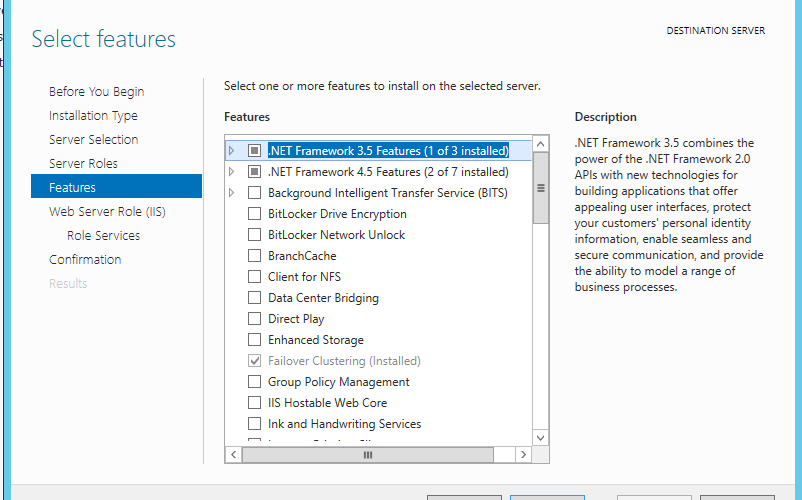 Select features
DESTINATION SERVER
Before You Begin
Installation Type
Server Selection
Server Roles
Features
Web Server Role (IIS)
Role Services
Confirmation
Results
Select one or more features to install on the selected server.
Features
.NET Framework 3.5 Features (1 of 3 installed)
.NET Framework 4.5 Features (2 of 7 installed)
Background Intelligent Transfer Service (BITS)
BitLocker Drive Encryption
BitLocker Network Unlock
BranchCache
Client for NFS
Data Center Bridging
Direct Play
Enhanced Storage
Failover Clustering (Installed)
Group Policy Management
IIS Hostable Web Core
Ink and Handwriting Services
Description
.NET Framework 3.5 combines the
power of the .NET Framework 2.0
APIs with new technologies for
building applications that offer
appealing user interfaces, protect
your customers' personal identity
information, enable seamless and
secure communication, and provide
the ability to model a range of
business processes.